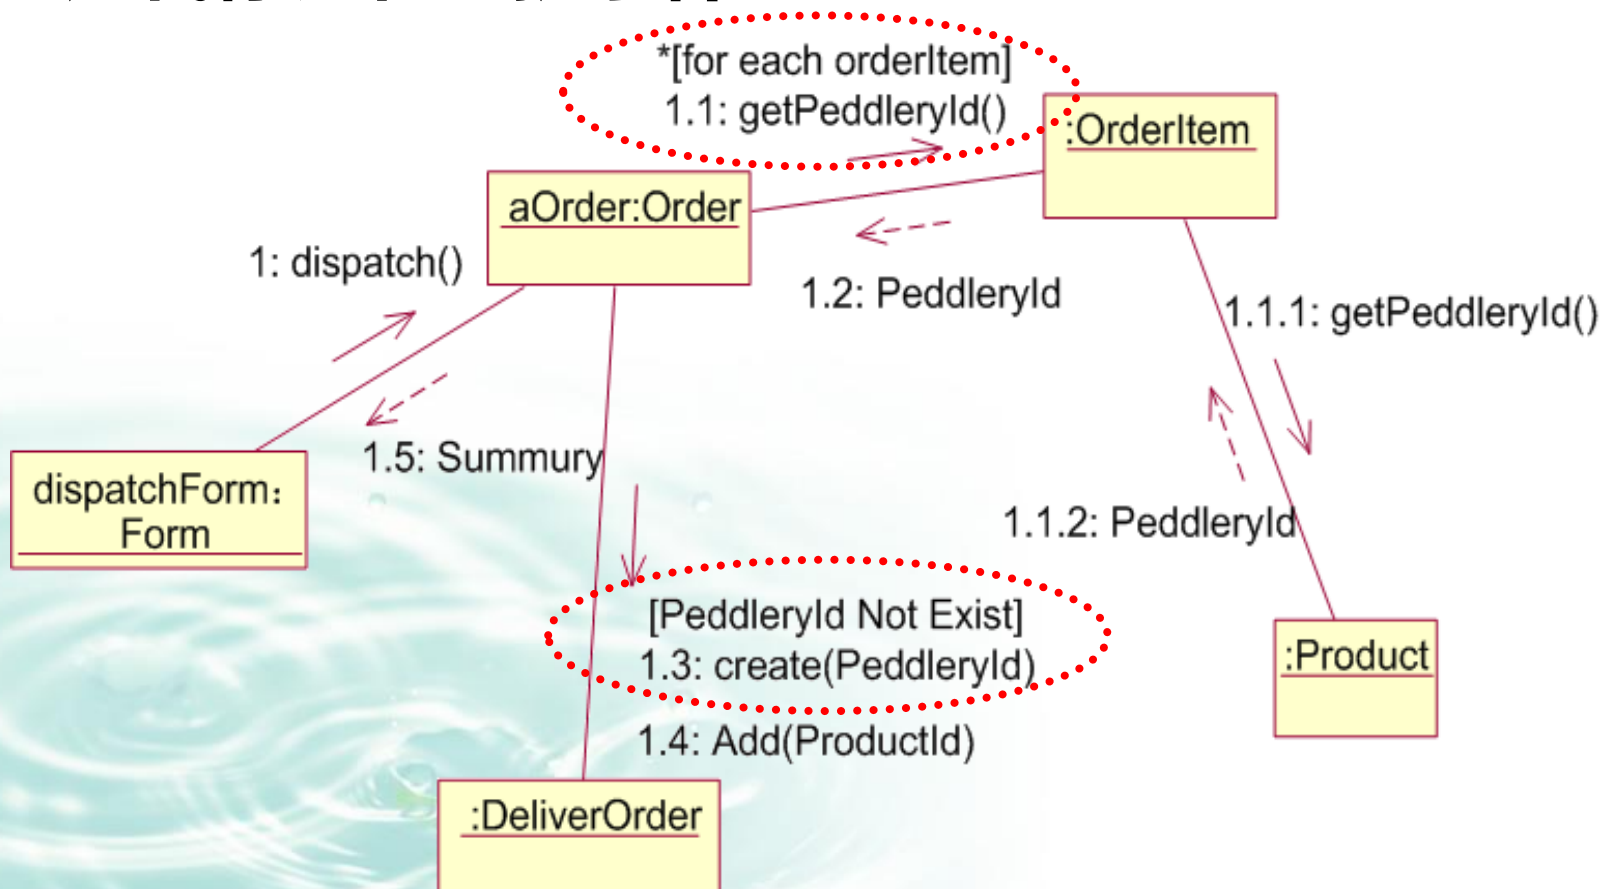 *[for each orderItem]
1.1: getPeddleryId()
:OrderItem
aOrder:Order
1: dispatch()
1.2: PeddleryId
1.1.1: getPeddleryId()
1.5: Summury
dispatchForm:
Form
1.1.2: PeddleryId
[PeddleryId Not Exist]
1.3: create(PeddleryId)
:Product
1.4: Add(ProductId)
:DeliverOrder